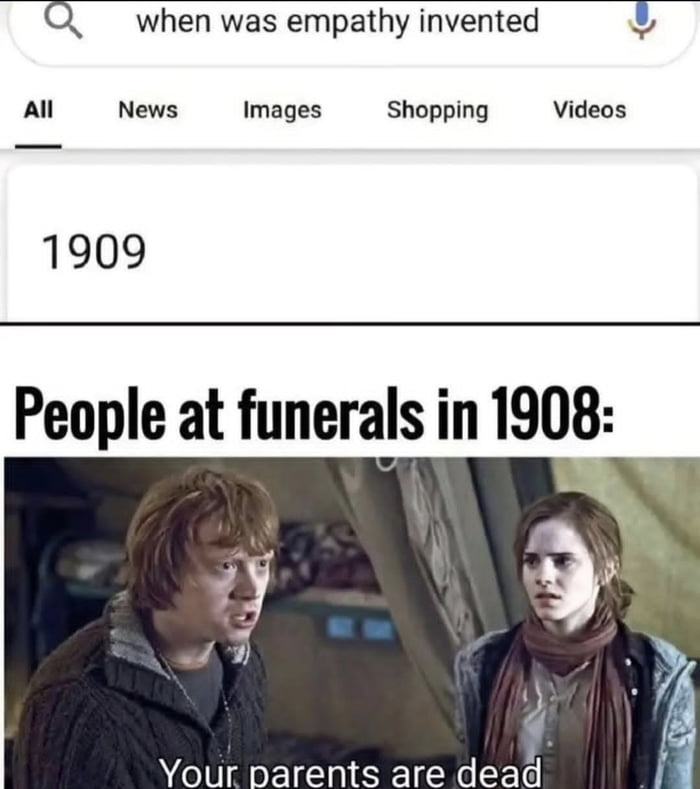 when was empathy invented
All News Images Shopping Videos
1909
People at funerals in 1908:
Your parents are dead